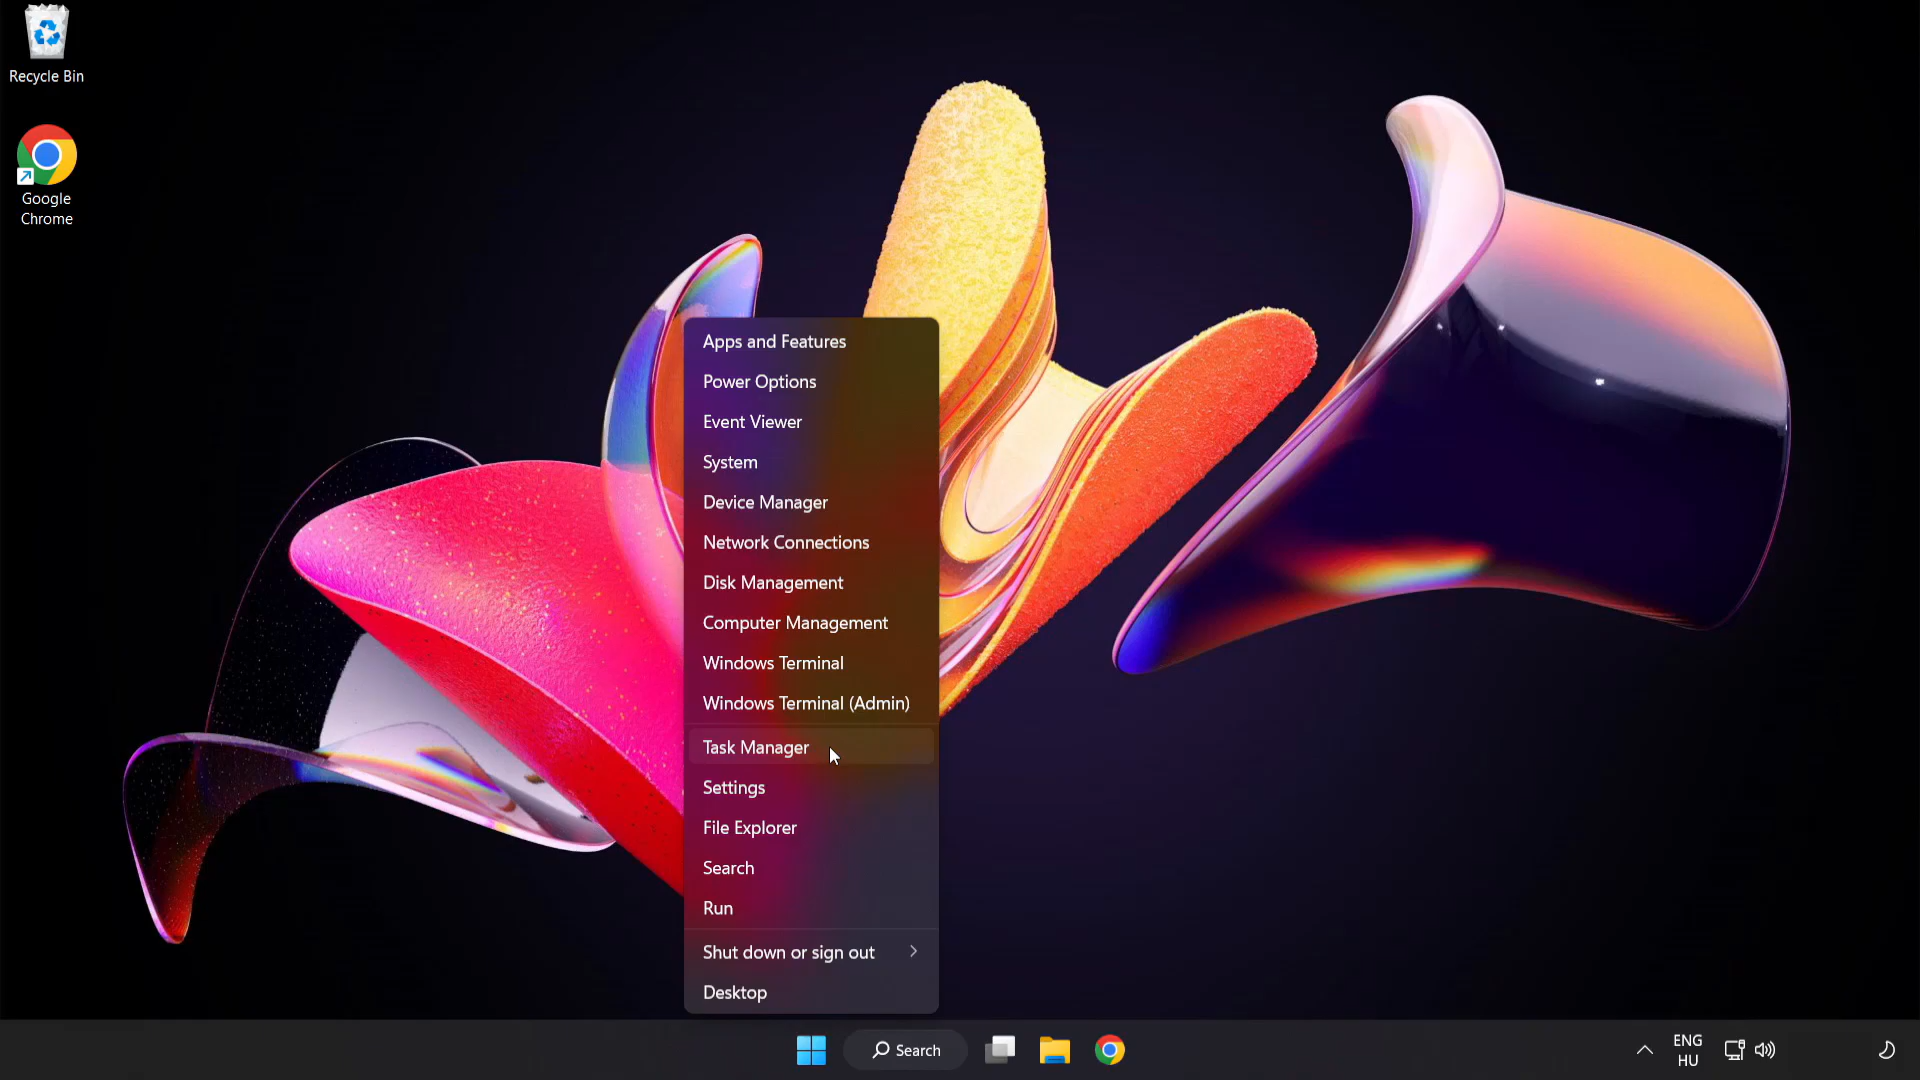 Recycle Bin
Google
Chrome
Apps and Features
Power Options
Event Viewer
System
Device Manager
Network Connections
Disk Management
Computer Management
Windows Terminal
Windows Terminal (Admin)
Task Manager
Settings
File Explorer
Search
Run
Shut down or sign out
Desktop
Search
ENG
HU